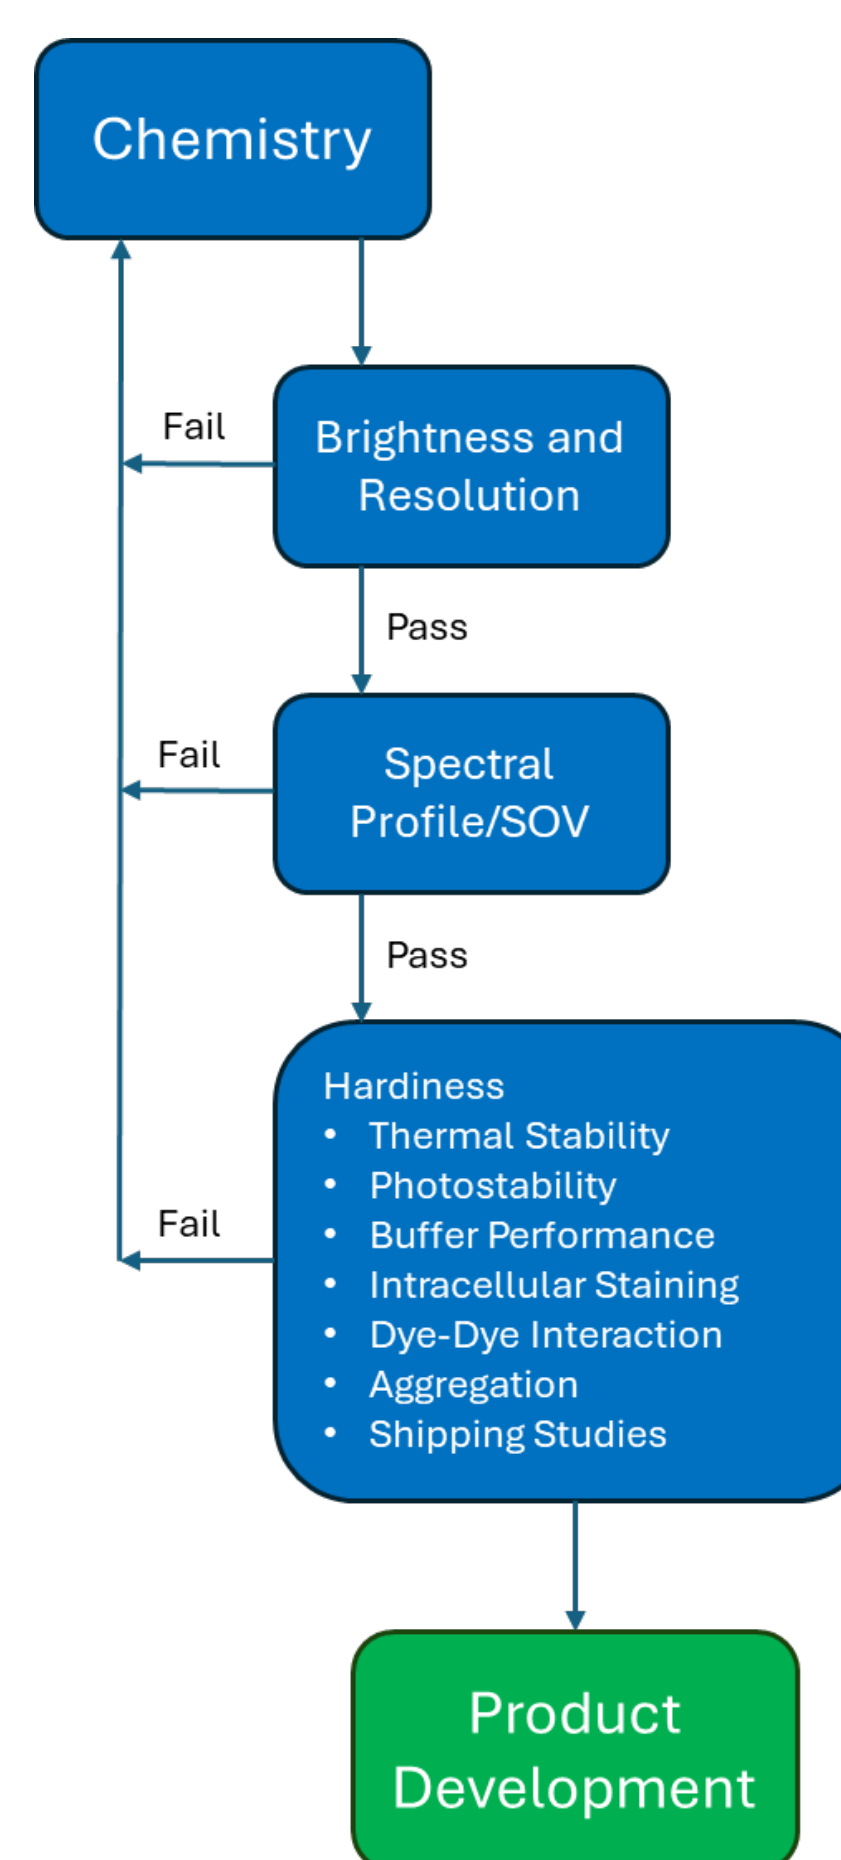 Chemistry
Fail
Brightness and
Resolution
Pass
Fail
Spectral
Profile/SOV
Pass
Hardiness
• Thermal Stability
• Photostability
• Buffer Performance
• Intracellular Staining
• Dye-Dye Interaction
• Aggregation
• Shipping Studies
Fail
Product
Development